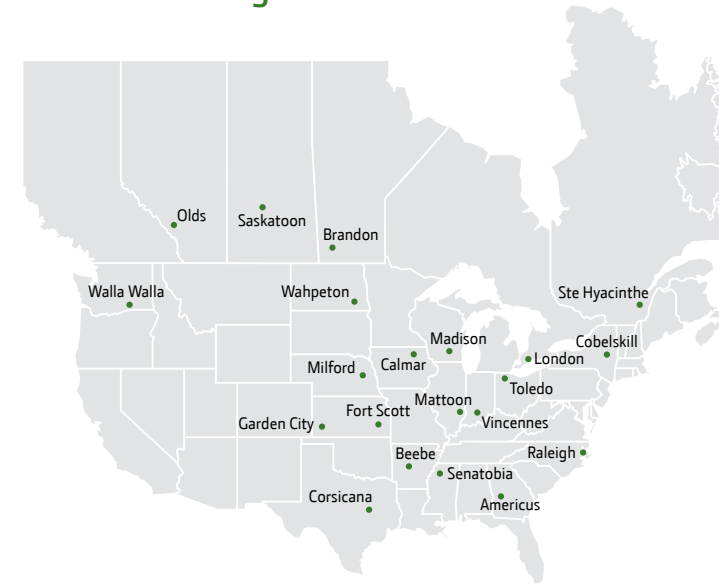 Olds
Saskatoon
Brandon
Walla Walla
Wahpeton
Ste Hyacinthe
Madison
Cobelskill
Calmar
London
Milford
Toledo
Mattoon
Fort Scott
Garden City
Vincennes
Beebe
Raleigh
Senatobia
Corsicana
Americus